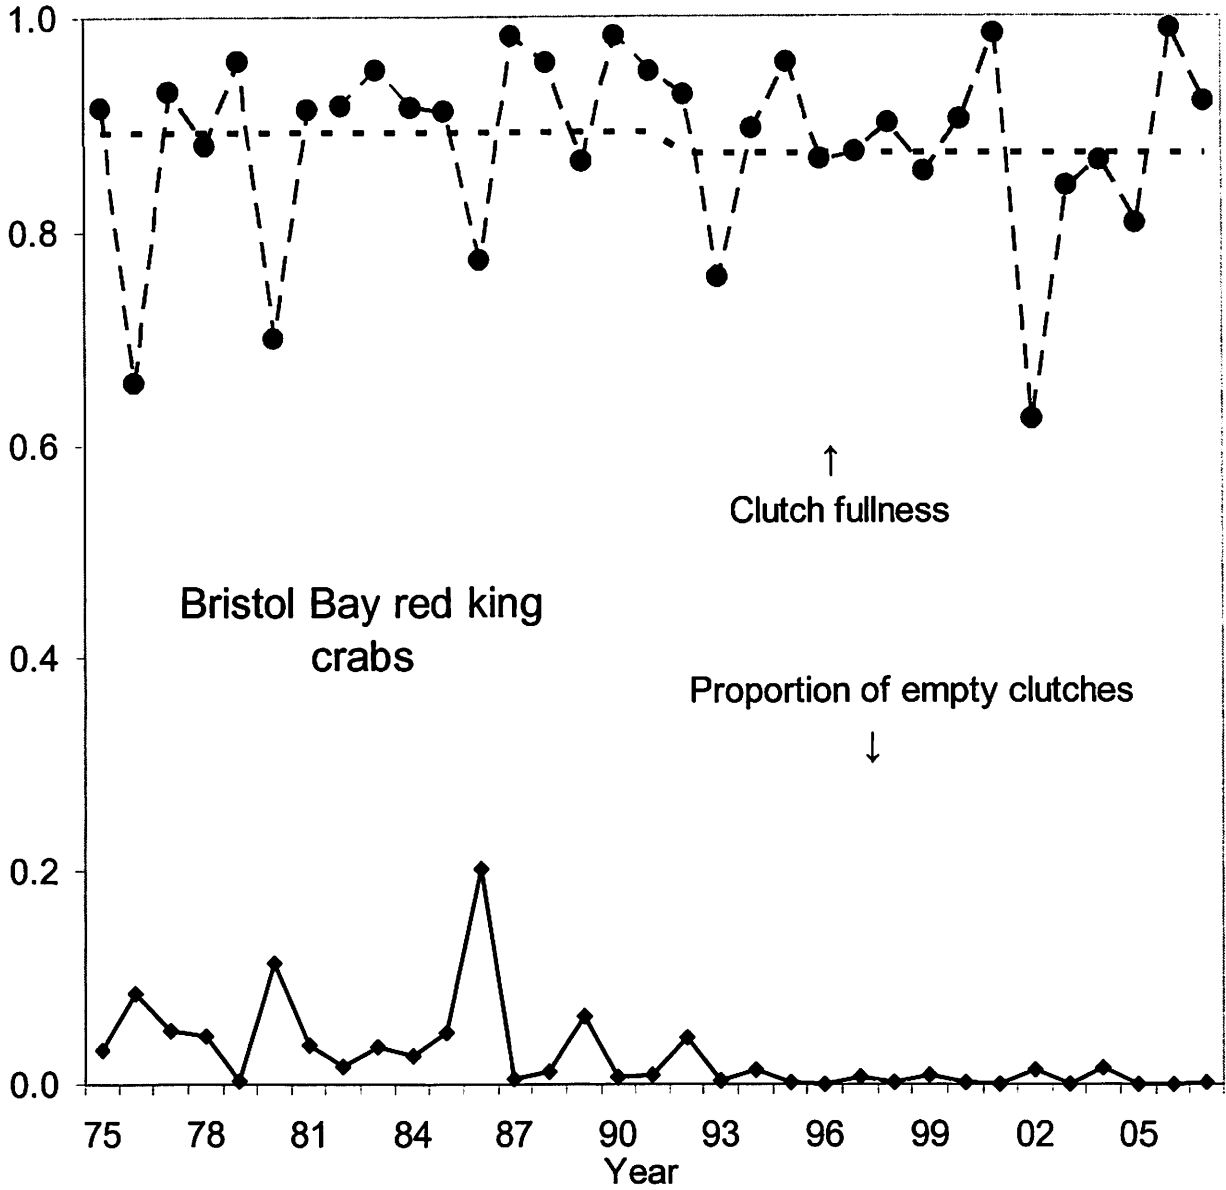 1.0
0.8
0.6
↑
Clutch fullness
Bristol Bay red king
crabs
0.4
Proportion of empty clutches
↓
0.2
0.0
75 78 81 84 87 90 93 96 99 02 05
Year